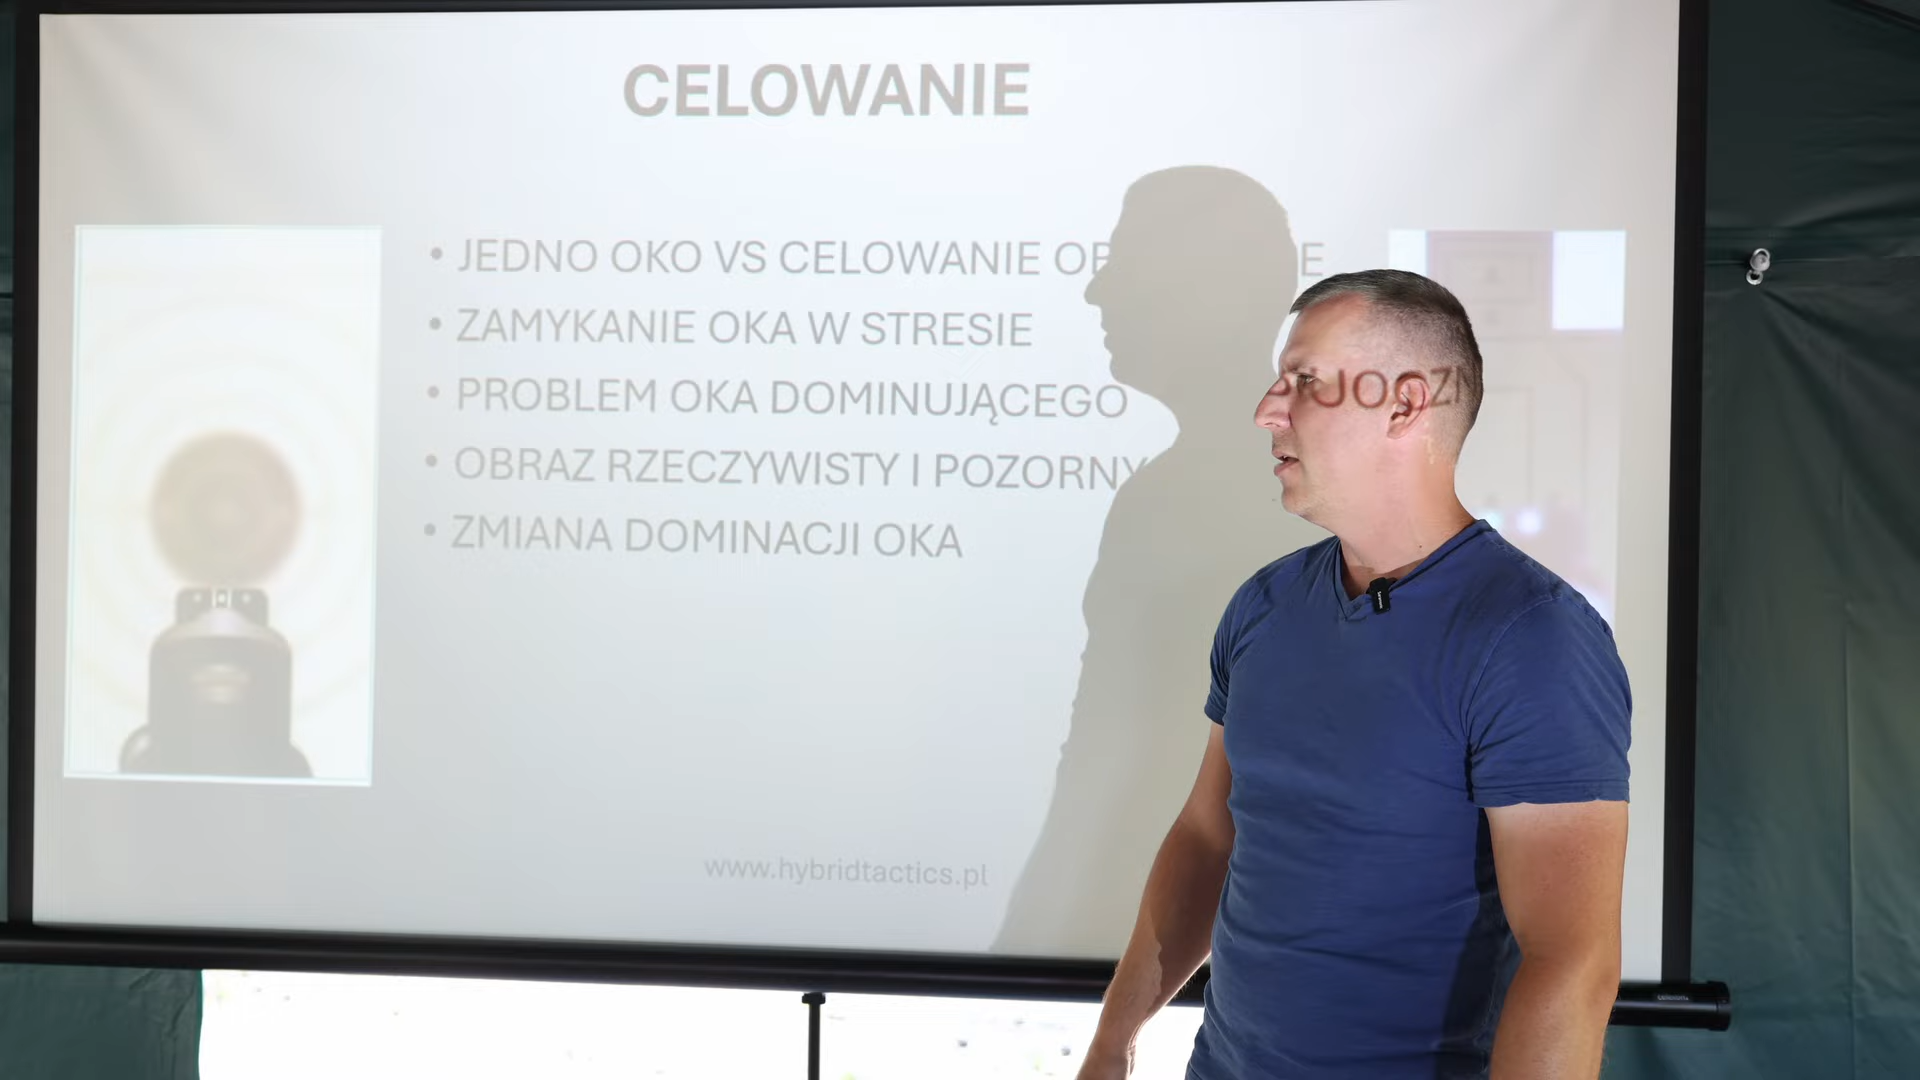 CELOWANIE
• JEDNO OKO VS CELOWANIE
• ZAMYKANIE OKA W STRESIE
• PROBLEM OKA DOMINUJĄCEGO
• OBRAZ RZECZYWISTY I POZORNY
• ZMIANA DOMINACJI OKA
www.hybridtactics.pl